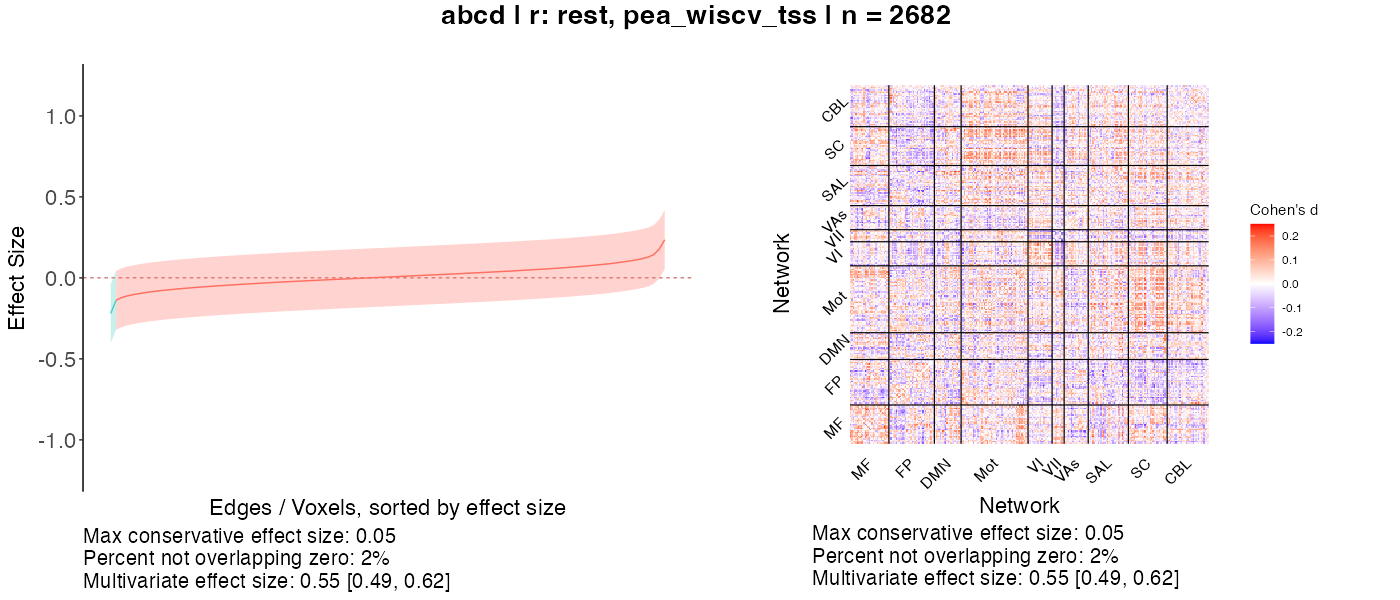 abcd | r: rest, pea_wiscv_tss | n = 2682
Effect Size
1.0
0.5
0.0
-0.5
-1.0
Edges / Voxels, sorted by effect size
Max conservative effect size: 0.05
Percent not overlapping zero: 2%
Multivariate effect size: 0.55 [0.49, 0.62]
Network
CBL
SC
SAL
VAs
VII
VI
Mot
DMN
FP
MF
MF
FP
DMN
Mot
VI
VII
VAs
SAL
SC
CBL
Network
Cohen's d
0.2
0.1
0.0
-0.1
-0.2
Max conservative effect size: 0.05
Percent not overlapping zero: 2%
Multivariate effect size: 0.55 [0.49, 0.62]